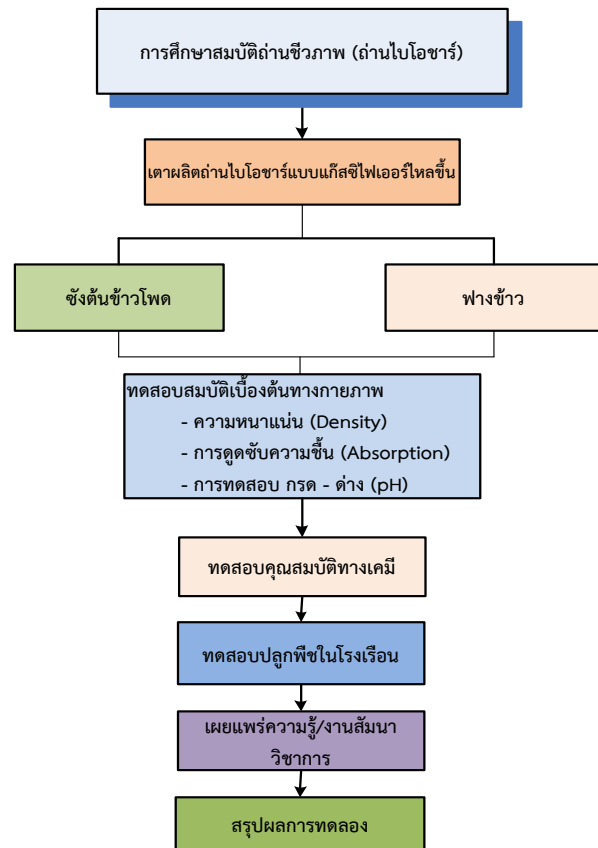 การศึกษาสมบัติถ่านชีวภาพ (ถ่านไบโอชาร์)
เตาผลิตถ่านไบโอชาร์แบบแก๊สซิไฟเออร์ไหลขึ้น
ซังต้นข้าวโพด
ฟางข้าว
ทดสอบสมบัติเบื้องต้นทางกายภาพ
- ความหนาแน่น (Density)
- การดูดซับความชื้น (Absorption)
- การทดสอบ กรด - ด่าง (pH)
ทดสอบคุณสมบัติทางเคมี
ทดสอบปลูกพืชในโรงเรือน
เผยแพร่ความรู้/งานสัมนา
วิชาการ
สรุปผลการทดลอง